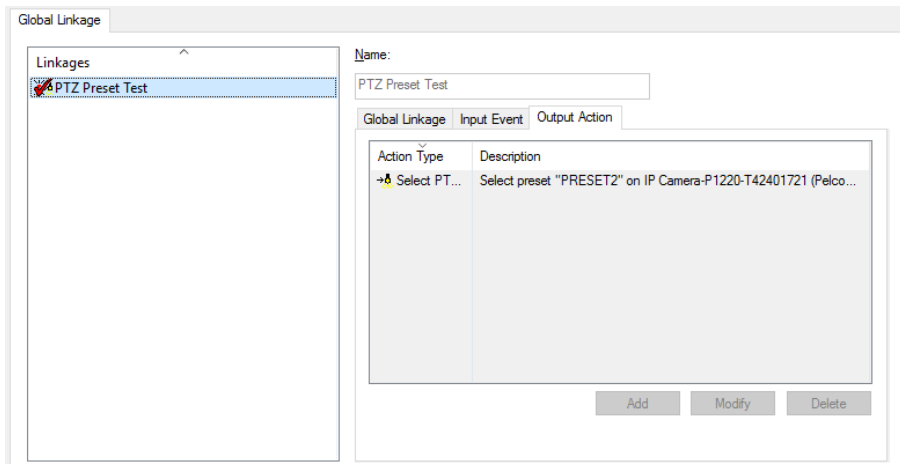 Global Linkage
Linkages
PTZ Preset Test
Name:
PTZ Preset Test
Global Linkage Input Event Output Action
Action Type Description
Select PT... Select preset "PRESET2" on IP Camera-P1220-T42401721 (Pelco...
Add Modify Delete